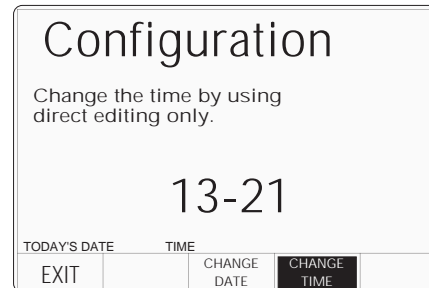 Configuration
Change the time by using
direct editing only.
13-21
TODAY'S DATE TIME
EXIT CHANGE DATE CHANGE TIME